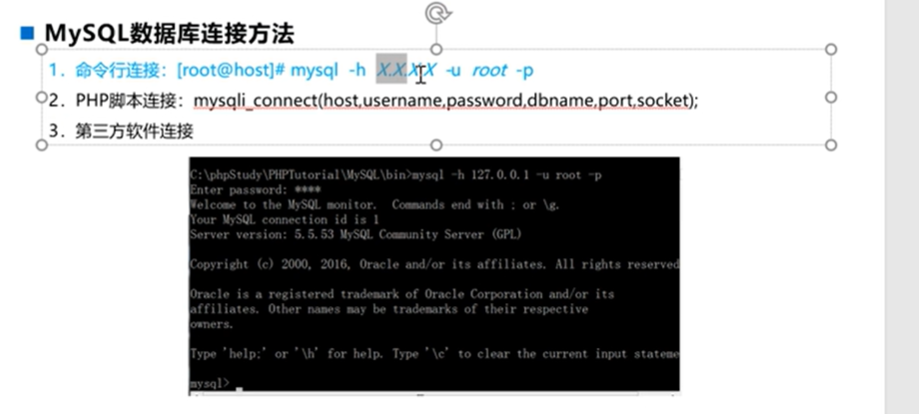 MySQL数据库连接方法
1. 命令行连接：[root@host]# mysql -h X.X.X.X -u root -p
2. PHP脚本连接：mysqli_connect(host,username,password,dbname,port,socket);
3. 第三方软件连接
C:\phpStudy\PHPTutorial\MySQL\bin>mysql -h 127.0.0.1 -u root -p
Enter password: ****
Welcome to the MySQL monitor.  Commands end with ; or \g.
Your MySQL connection id is 1
Server version: 5.5.53 MySQL Community Server (GPL)
Copyright (c) 2000, 2016, Oracle and/or its affiliates. All rights reserved
Oracle is a registered trademark of Oracle Corporation and/or its
affiliates. Other names may be trademarks of their respective
owners.
Type 'help;' or '\h' for help. Type '\c' to clear the current input stateme
mysql> _